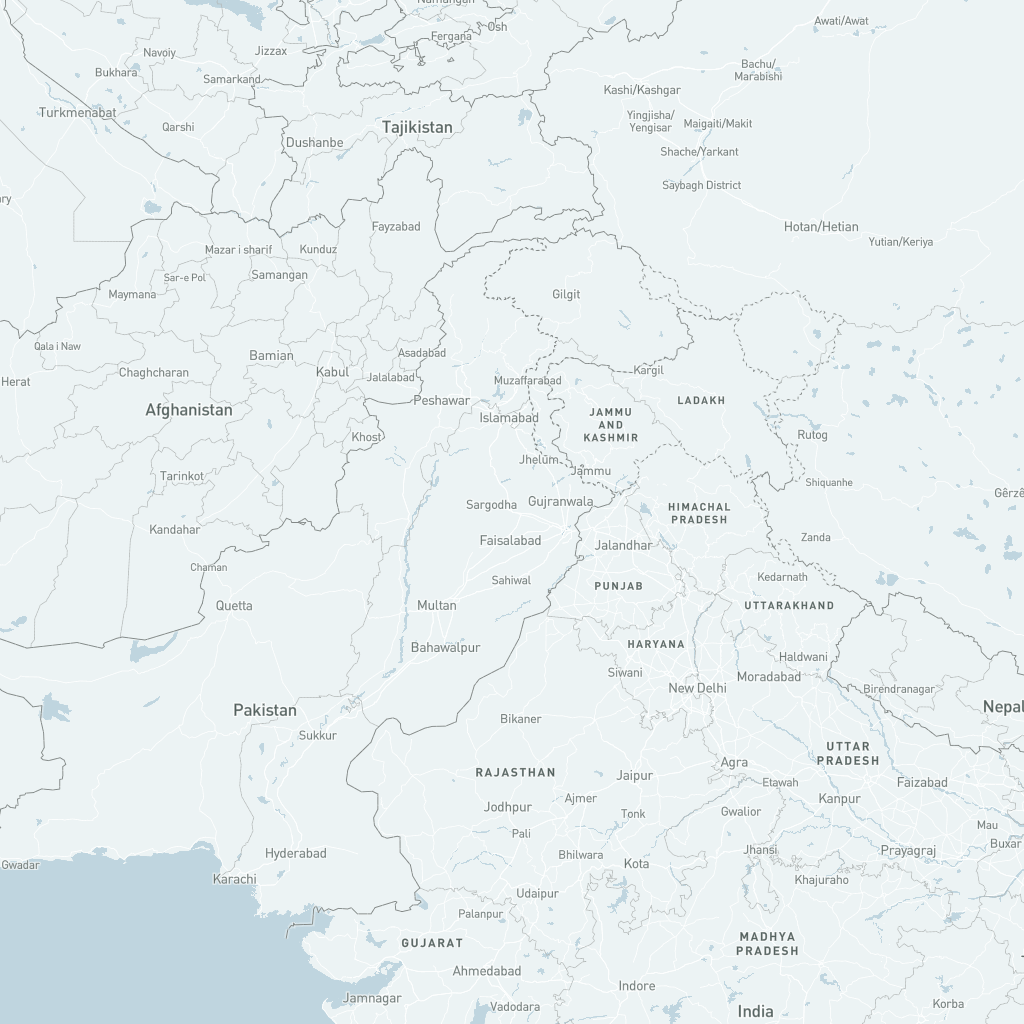 Namangan
Osh
Awati/Awat
Fergana
Navoiy
Jizzax
Bachu/
Marabishi
Bukhara
Samarkand
Kashi/Kashgar
Turkmenabat
Yingjisha/
Yengisar
Maigaiti/Makit
Qarshi
Tajikistan
Dushanbe
Shache/Yarkant
Saybagh District
ry
Fayzabad
Hotan/Hetian
Yutian/Keriya
Mazar i sharif
Kunduz
Sar-e Pol
Samangan
Maymana
Gilgit
Qala i Naw
Bamian
Asadabad
Chaghcharan
Kabul
Jalalabad
Kargil
Herat
Muzaffarabad
Peshawar
LADAKH
Afghanistan
Islamabad
JAMMU
AND
KASHMIR
Khost
Rutog
Jhelum
Jammu
Tarinkot
Shiquanhe
Gêrzê
Sargodha
Gujranwala
HIMACHAL
PRADESH
Kandahar
Faisalabad
Jalandhar
Zanda
Chaman
Sahiwal
PUNJAB
Kedarnath
Quetta
Multan
UTTARAKHAND
Bahawalpur
HARYANA
Haldwani
Siwani
New Delhi
Moradabad
Birendranagar
Pakistan
Nepal
Bikaner
Sukkur
UTTAR
PRADESH
RAJASTHAN
Jaipur
Agra
Etawah
Faizabad
Jodhpur
Ajmer
Tonk
Gwalior
Kanpur
Pali
Mau
Buxar
Hyderabad
Bhilwara
Kota
Jhansi
Prayagraj
Gwadar
Karachi
Khajuraho
Udaipur
Palanpur
GUJARAT
MADHYA
PRADESH
Ahmedabad
Indore
Jamnagar
Vadodara
Korba
India